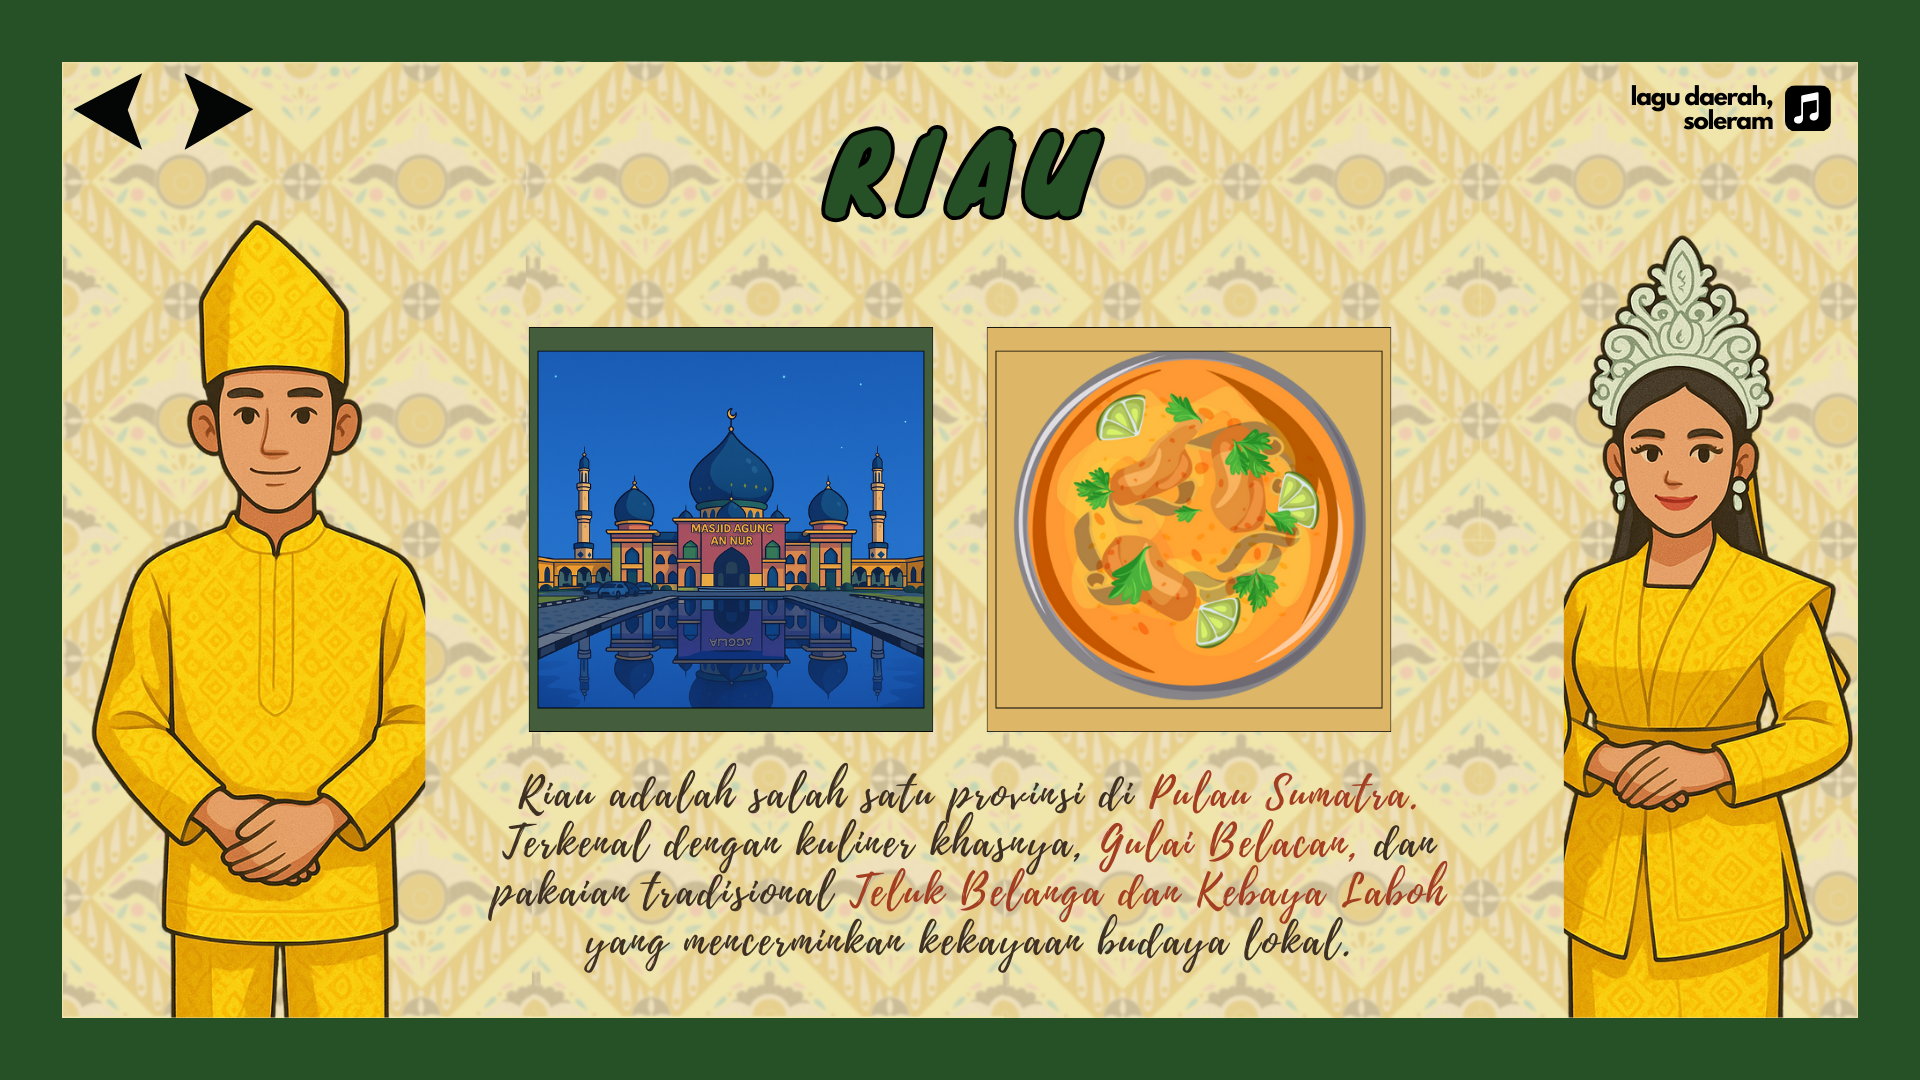 lagu daerah,
soleram
RIAU
MASJID AGUNG
AN NUR
Riau adalah salah satu provinsi di Pulau Sumatra.
Terkenal dengan kuliner khasnya, Gulai Belacan, dan
pakaian tradisional Teluk Belanga dan Kebaya Laboh
yang mencerminkan kekayaan budaya lokal.